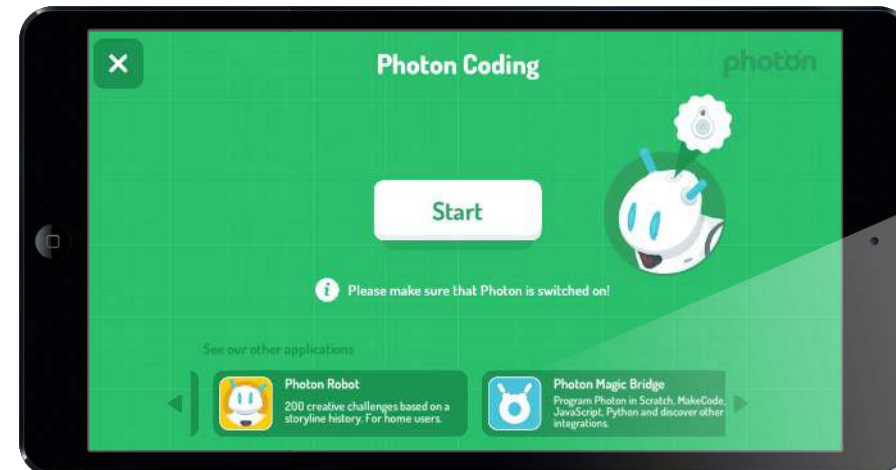 Photon Coding
photon
Start
i
Please make sure that Photon is switched on!
See our other applications
Photon Robot
200 creative challenges based on a
storyline history. For home users.
Photon Magic Bridge
Program Photon in Scratch, MakeCode,
JavaScript, Python and discover other
integrations.